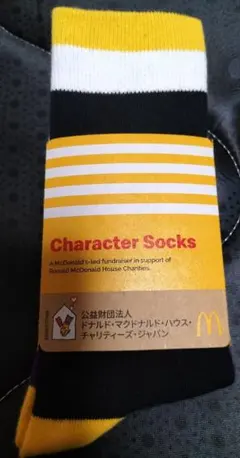 Character Socks
a McDonald's-led fundraiser in support of
Ronald McDonald House Charities.
公益財団法人
ドナルド・マクドナルド・ハウス・
チャリティーズ・ジャパン